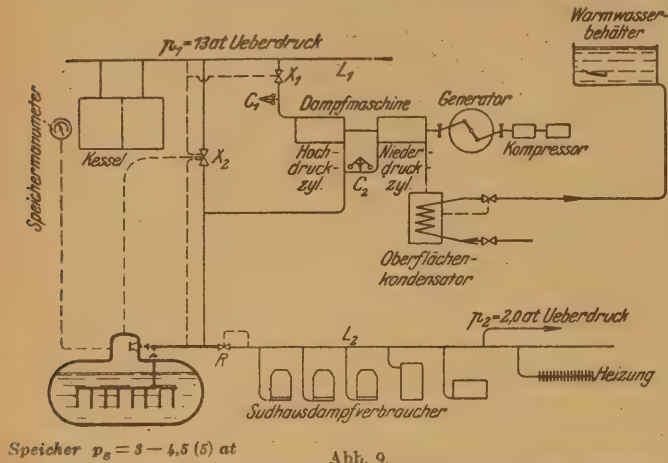 Warmwasser-
behälter
p₁ = 13 at Ueberdruck
L₁
X₁
C₁
Dampfmaschine
Generator
Speichermanometer
Kessel
X₂
Hoch-
druck-
zyl.
C₂
Nieder-
druck-
zyl.
Kompressor
Oberflächen-
kondensator
p₂ = 2,0 at Ueberdruck
R
L₂
Heizung
Sudhausdampfverbraucher
Speicher pₛ = 3 — 4,5 (5) at
Abb. 9.